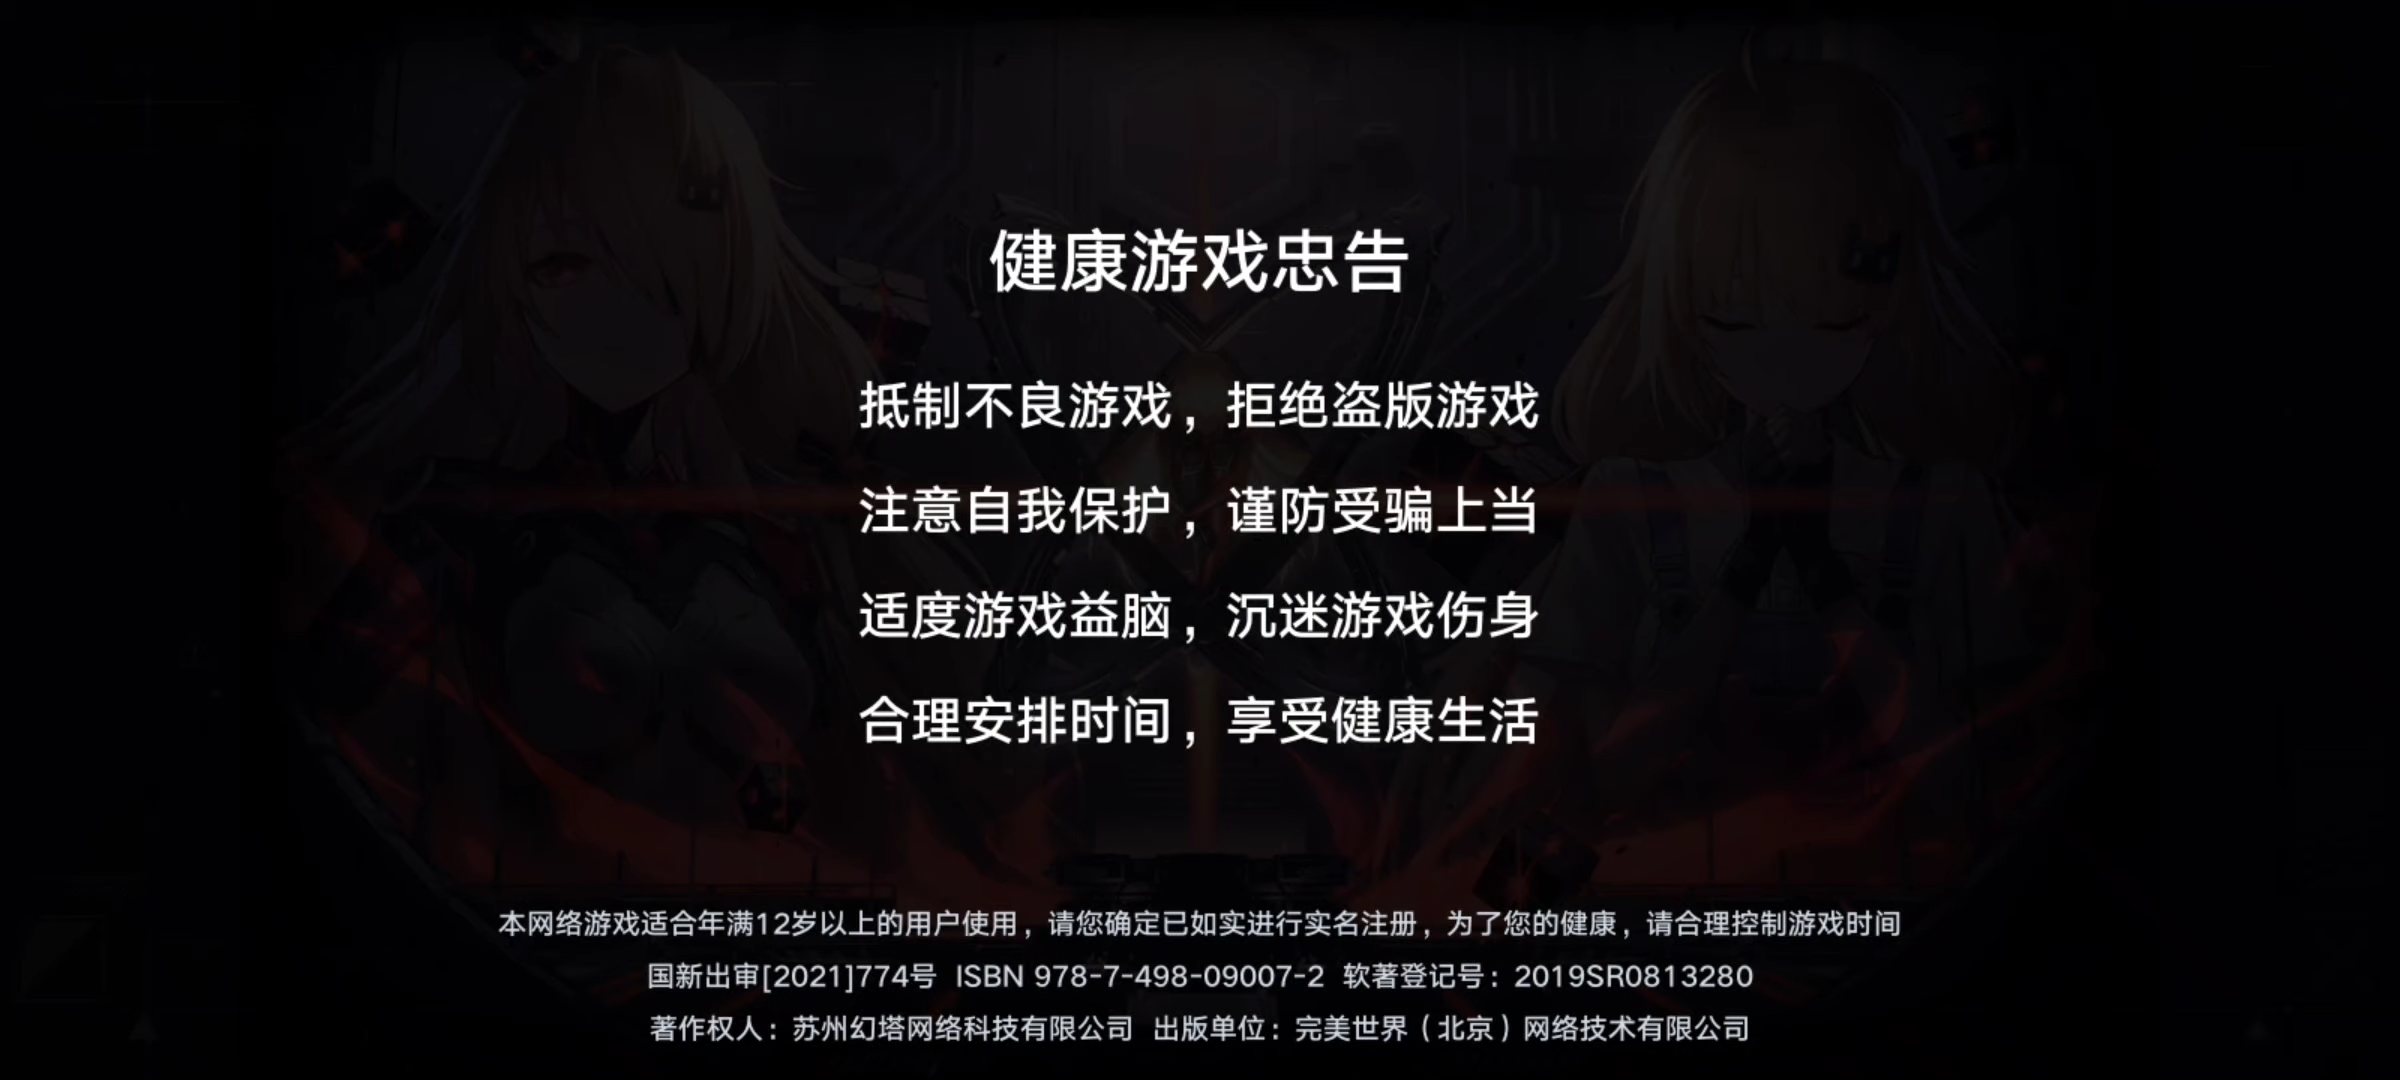 健康游戏忠告
抵制不良游戏，拒绝盗版游戏
注意自我保护，谨防受骗上当
适度游戏益脑，沉迷游戏伤身
合理安排时间，享受健康生活
本网络游戏适合年满12岁以上的用户使用，请您确定已如实进行实名注册，为了您的健康，请合理控制游戏时间
国新出审[2021]774号 ISBN 978-7-498-09007-2 软著登记号：2019SR0813280
著作权人：苏州幻塔网络科技有限公司 出版单位：完美世界（北京）网络技术有限公司